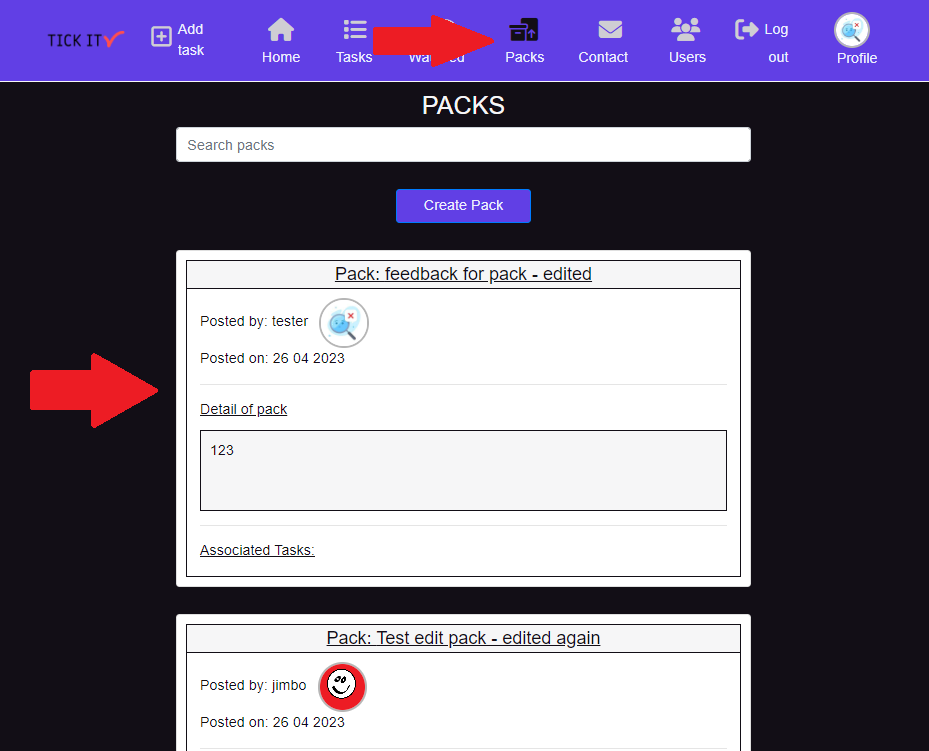 TICK IT
Add
task
Home
Tasks
Packs
Contact
Users
Log
out
Profile
PACKS
Search packs
Create Pack
Pack: feedback for pack - edited
Posted by: tester
Posted on: 26 04 2023
Detail of pack
123
Associated Tasks:
Pack: Test edit pack - edited again
Posted by: jimbo
Posted on: 26 04 2023